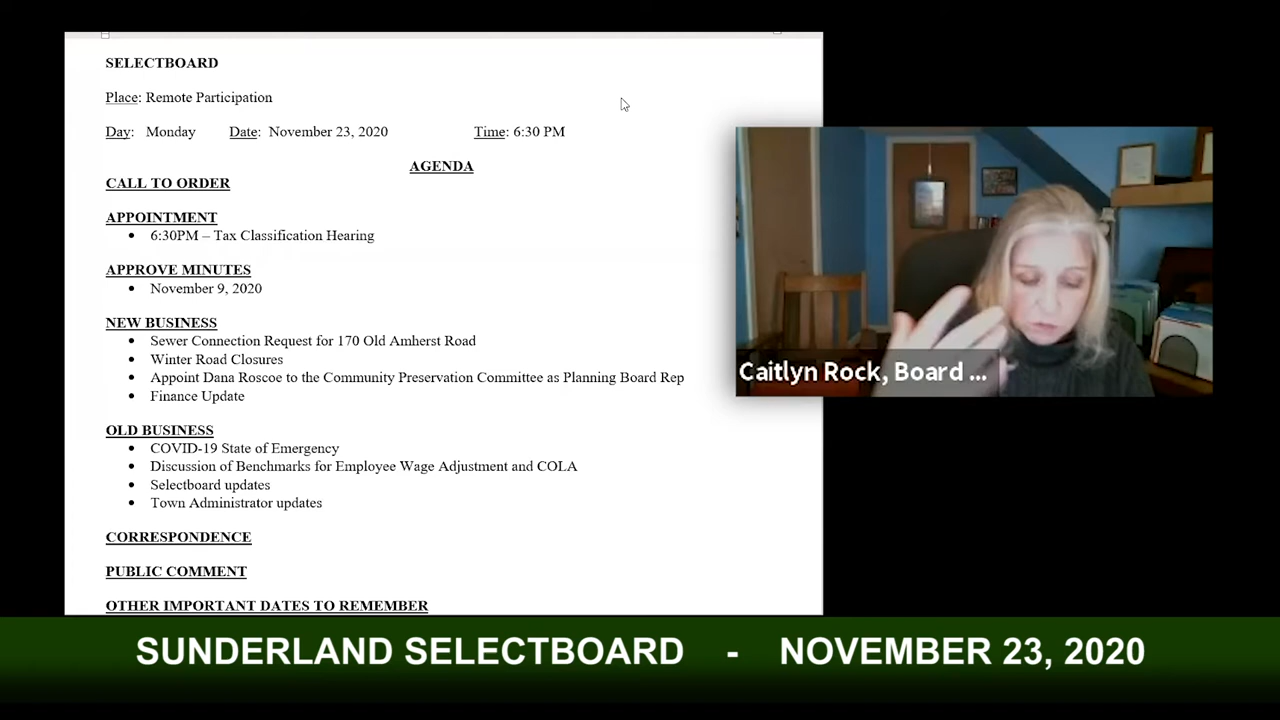 SELECTBOARD
Place: Remote Participation
Day: Monday Date: November 23, 2020 Time: 6:30 PM
AGENDA
CALL TO ORDER
APPOINTMENT
• 6:30PM – Tax Classification Hearing
APPROVE MINUTES
• November 9, 2020
NEW BUSINESS
• Sewer Connection Request for 170 Old Amherst Road
• Winter Road Closures
• Appoint Dana Roscoe to the Community Preservation Committee as Planning Board Rep
• Finance Update
OLD BUSINESS
• COVID-19 State of Emergency
• Discussion of Benchmarks for Employee Wage Adjustment and COLA
• Selectboard updates
• Town Administrator updates
CORRESPONDENCE
PUBLIC COMMENT
OTHER IMPORTANT DATES TO REMEMBER
Caitlyn Rock, Board ...
SUNDERLAND SELECTBOARD - NOVEMBER 23, 2020